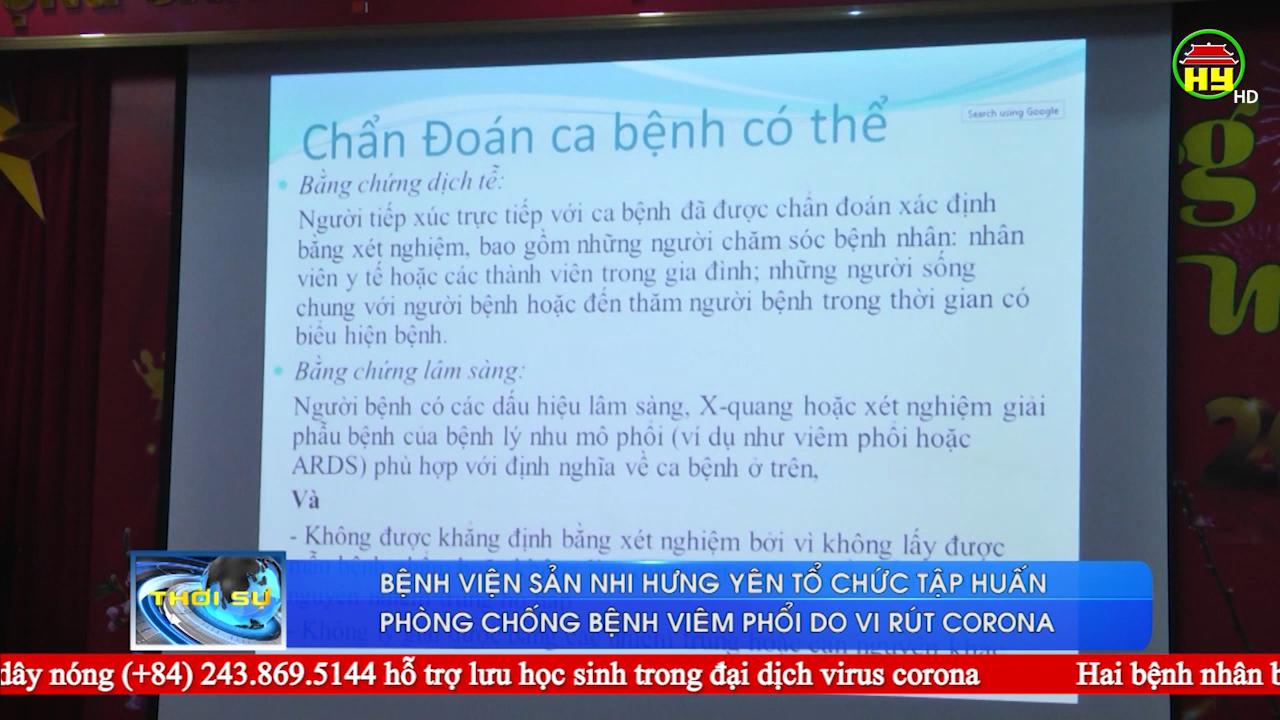 HY
HD
Search using Google
Chẩn Đoán ca bệnh có thể
Bằng chứng dịch tễ:
Người tiếp xúc trực tiếp với ca bệnh đã được chẩn đoán xác định
bằng xét nghiệm, bao gồm những người chăm sóc bệnh nhân: nhân
viên y tế hoặc các thành viên trong gia đình; những người sống
chung với người bệnh hoặc đến thăm người bệnh trong thời gian có
biểu hiện bệnh.
Bằng chứng lâm sàng:
Người bệnh có các dấu hiệu lâm sàng, X-quang hoặc xét nghiệm giải
phẫu bệnh của bệnh lý nhu mô phổi (ví dụ như viêm phổi hoặc
ARDS) phù hợp với định nghĩa về ca bệnh ở trên,
Và
- Không được khẳng định bằng xét nghiệm bởi vì không lấy được
THỜI SỰ
BỆNH VIỆN SẢN NHI HƯNG YÊN TỔ CHỨC TẬP HUẤN
PHÒNG CHỐNG BỆNH VIÊM PHỔI DO VI RÚT CORONA
dây nóng (+84) 243.869.5144 hỗ trợ lưu học sinh trong đại dịch virus corona
Hai bệnh nhân b